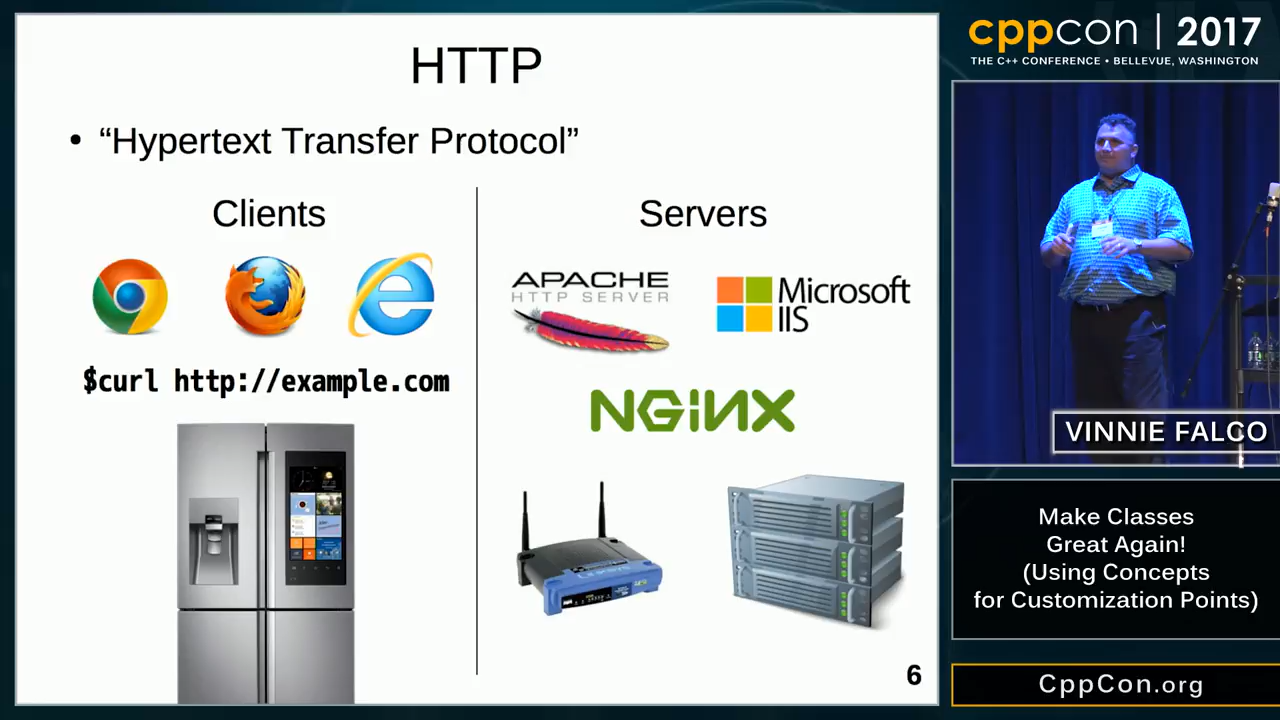 HTTP
• “Hypertext Transfer Protocol”
Clients
$curl http://example.com
Servers
APACHE
HTTP SERVER
Microsoft
IIS
NGiNX
LINKSYS
6
cppcon | 2017
THE C++ CONFERENCE • BELLEVUE, WASHINGTON
VINNIE FALCO
Make Classes
Great Again!
(Using Concepts
for Customization Points)
CppCon.org